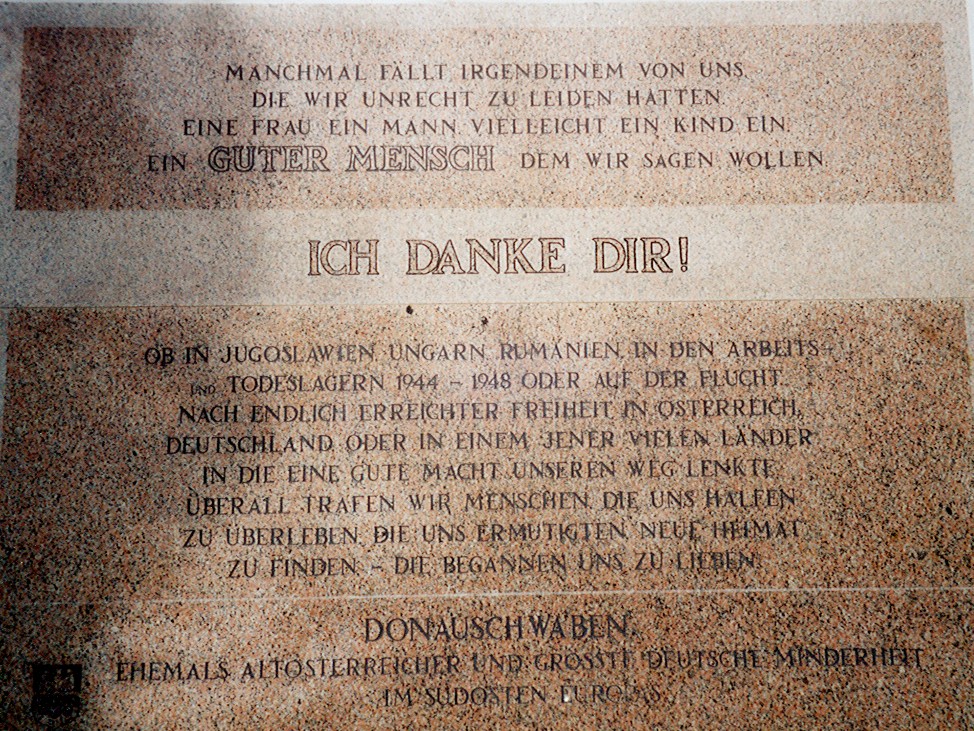 MANCHMAL FÄLLT IRGENDEINEM VON UNS,
DIE WIR UNRECHT ZU LEIDEN HATTEN,
EINE FRAU EIN MANN, VIELLEICHT EIN KIND EIN,
EIN GUTER MENSCH DEM WIR SAGEN WOLLEN
ICH DANKE DIR!
OB IN JUGOSLAWIEN, UNGARN, RUMÄNIEN, IN DEN ARBEITS-
UND TODESLAGERN 1944 - 1948 ODER AUF DER FLUCHT.
NACH ENDLICH ERREICHTER FREIHEIT IN ÖSTERREICH,
DEUTSCHLAND ODER IN EINEM JENER VIELEN LÄNDER
IN DIE EINE GUTE MACHT UNSEREN WEG LENKTE
ÜBERALL TRAFEN WIR MENSCHEN, DIE UNS HALFEN
ZU ÜBERLEBEN, DIE UNS ERMUTIGTEN, NEUE HEIMAT
ZU FINDEN - DIE BEGANNEN UNS ZU LIEBEN.
DONAUSCHWABEN,
EHEMALS ALTÖSTERREICHER UND GRÖSSTE DEUTSCHE MINDERHEIT
IM SÜDOSTEN EUROPAS